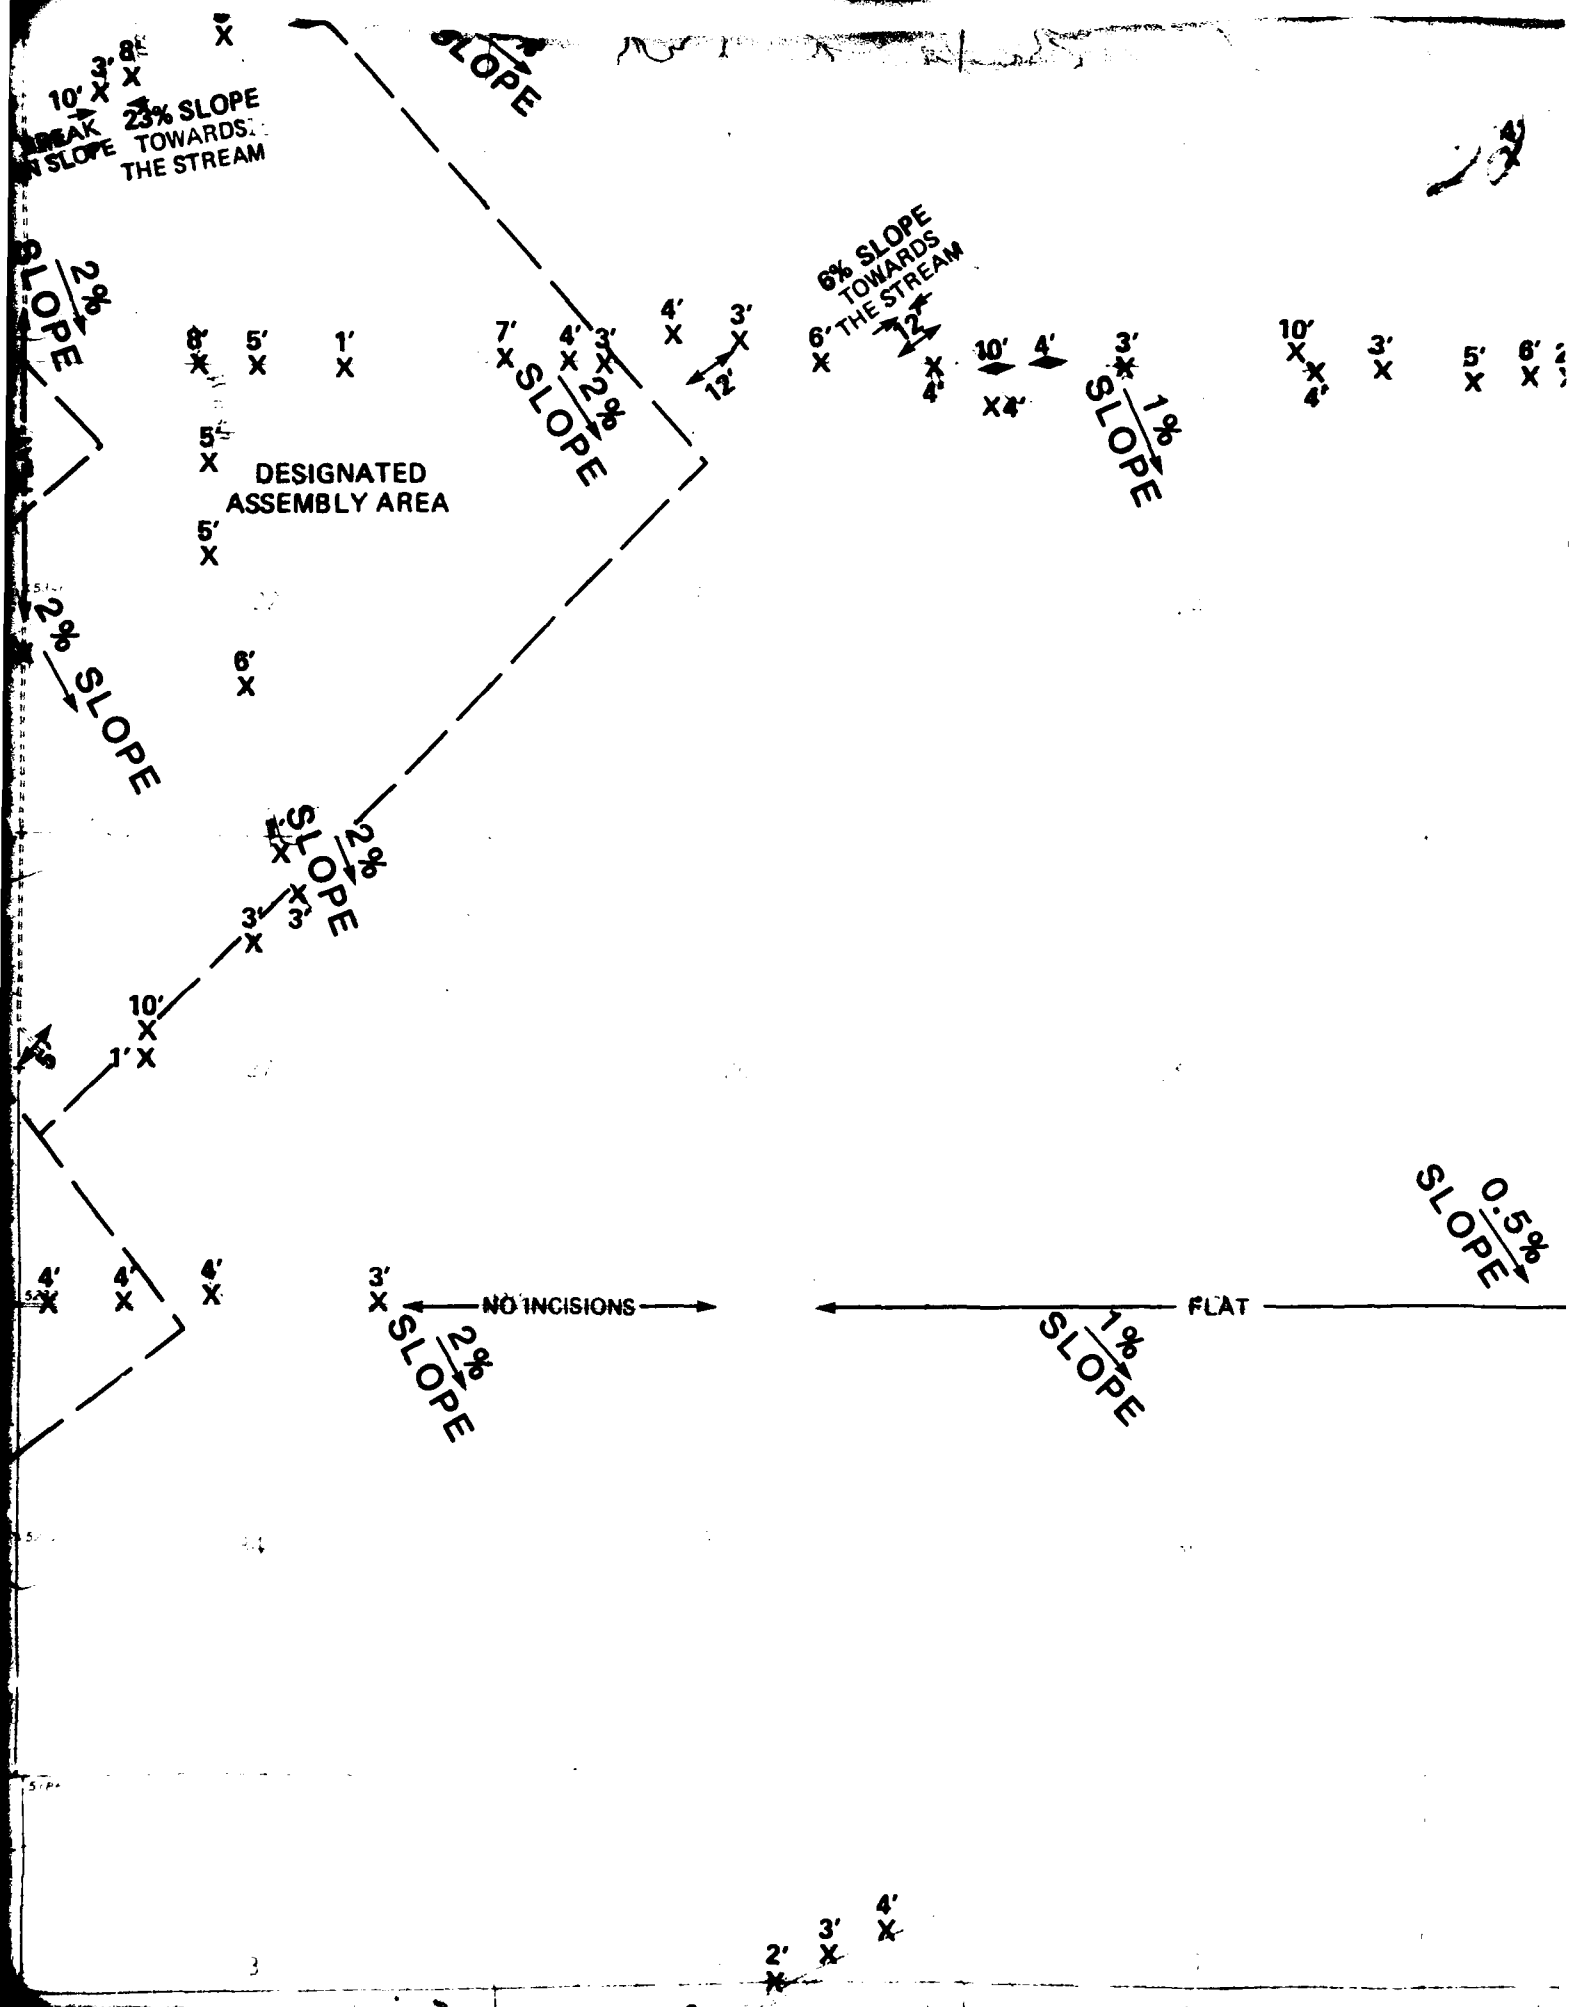 SLOPE
3' 8'
10'
23% SLOPE
TOWARDS
THE STREAM
BREAK
IN SLOPE
4'
2%
SLOPE
6% SLOPE
TOWARDS
THE STREAM
12'
8' 5' 1' 7' 4' 3' 4' 3' 6'
12'
4'
10' 4' 3'
4'
10' 4' 3' 5' 6'
2%
SLOPE
1%
SLOPE
5'
DESIGNATED
ASSEMBLY AREA
5'
2% SLOPE
6'
2%
SLOPE
3' 3'
10'
1'
5'
0.5%
SLOPE
4' 4' 4' 3'
NO INCISIONS
FLAT
2%
SLOPE
1%
SLOPE
4'
3'
2'
3